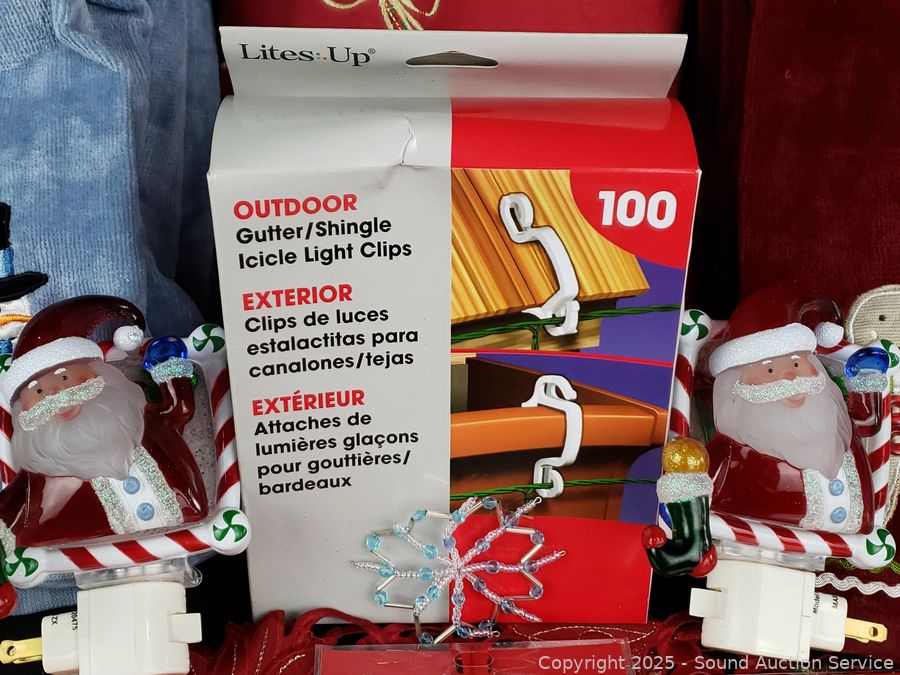 Lites Up®
OUTDOOR
Gutter/Shingle
Icicle Light Clips
100
EXTERIOR
Clips de luces
estalactitas para
canalones/tejas
EXTÉRIEUR
Attaches de
lumières glaçons
pour gouttières/
bardeaux
Copyright 2025 - Sound Auction Service